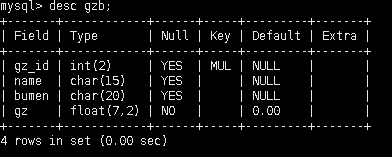 mysql> desc gzb;
+-------+------------+------+-----+---------+-------+
| Field | Type | Null | Key | Default | Extra |
+-------+------------+------+-----+---------+-------+
| gz_id | int(2) | YES | MUL | NULL | |
| name | char(15) | YES | | NULL | |
| bumen | char(20) | YES | | NULL | |
| gz | float(7,2) | NO | | 0.00 | |
+-------+------------+------+-----+---------+-------+
4 rows in set (0.00 sec)